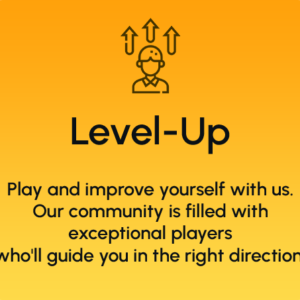 Level-Up
Play and improve yourself with us.
Our community is filled with
exceptional players
who'll guide you in the right direction